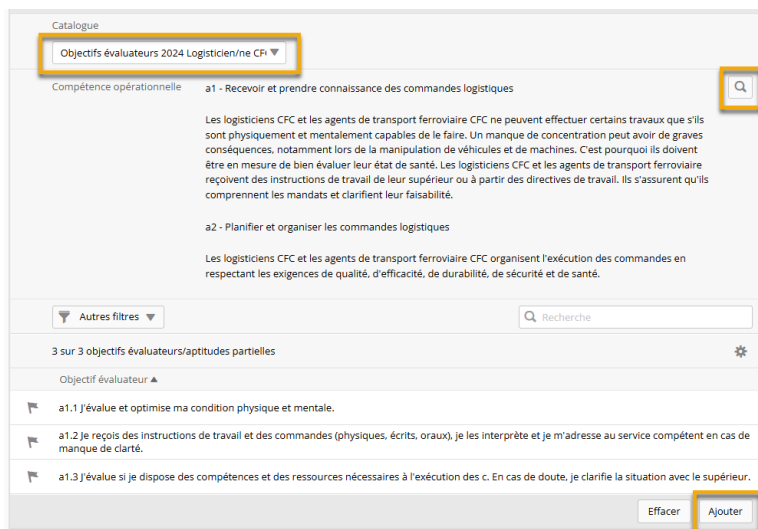 Catalogue
Objectifs évaluateurs 2024 Logisticien/ne CF
Compétence opérationnelle
a1 - Recevoir et prendre connaissance des commandes logistiques
Les logisticiens CFC et les agents de transport ferroviaire CFC ne peuvent effectuer certains travaux que s'ils
sont physiquement et mentalement capables de le faire. Un manque de concentration peut avoir de graves
conséquences, notamment lors de la manipulation de véhicules et de machines. C'est pourquoi ils doivent
être en mesure de bien évaluer leur état de santé. Les logisticiens CFC et les agents de transport ferroviaire
reçoivent des instructions de travail de leur supérieur ou à partir des directives de travail. Ils s'assurent qu'ils
comprennent les mandats et clarifient leur faisabilité.
a2 - Planifier et organiser les commandes logistiques
Les logisticiens CFC et les agents de transport ferroviaire CFC organisent l'exécution des commandes en
respectant les exigences de qualité, d'efficacité, de durabilité, de sécurité et de santé.
Autres filtres
Recherche
3 sur 3 objectifs évaluateurs/aptitudes partielles
Objectif évaluateur
a1.1 J'évalue et optimise ma condition physique et mentale.
a1.2 Je reçois des instructions de travail et des commandes (physiques, écrits, oraux), je les interprète et je m'adresse au service compétent en cas de
manque de clarté.
a1.3 J'évalue si je dispose des compétences et des ressources nécessaires à l'exécution des c. En cas de doute, je clarifie la situation avec le supérieur.
Effacer
Ajouter